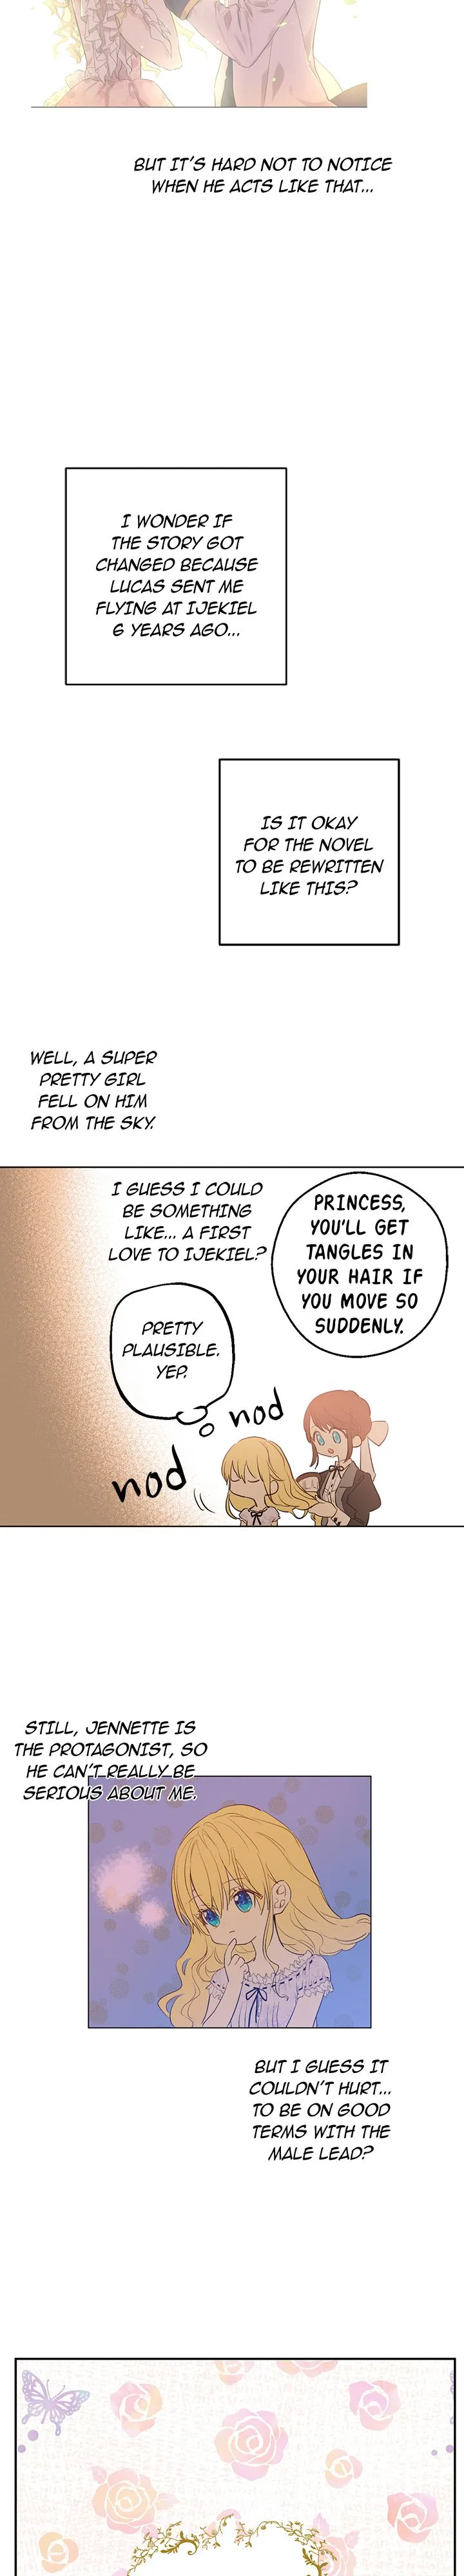 BUT IT'S HARD NOT TO NOTICE
WHEN HE ACTS LIKE THAT...
I WONDER IF
THE STORY GOT
CHANGED BECAUSE
LUCAS SENT ME
FLYING AT IJEKIEL
6 YEARS AGO...
IS IT OKAY
FOR THE NOVEL
TO BE REWRITTEN
LIKE THIS?
WELL, A SUPER
PRETTY GIRL
FELL ON HIM
FROM THE SKY.
I GUESS I COULD
BE SOMETHING
LIKE... A FIRST
LOVE TO IJEKIEL?
PRINCESS,
YOU'LL GET
TANGLES IN
YOUR HAIR IF
YOU MOVE SO
SUDDENLY.
PRETTY
PLAUSIBLE.
YEP.
nod
nod
STILL, JENNETTE IS
THE PROTAGONIST, SO
HE CAN'T REALLY BE
SERIOUS ABOUT ME.
BUT I GUESS IT
COULDN'T HURT...
TO BE ON GOOD
TERMS WITH THE
MALE LEAD?